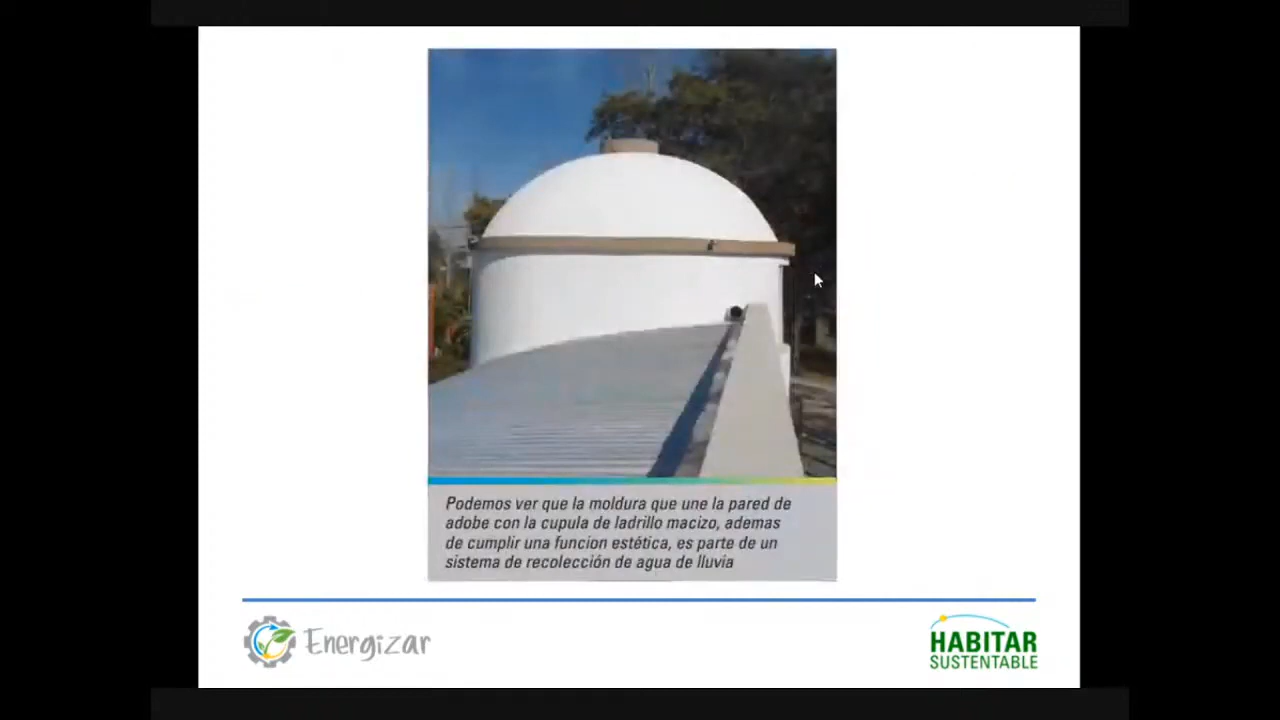 Podemos ver que la moldura que une la pared de
adobe con la cupula de ladrillo macizo, ademas
de cumplir una funcion estética, es parte de un
sistema de recolección de agua de lluvia
Energizar
HABITAR
SUSTENTABLE